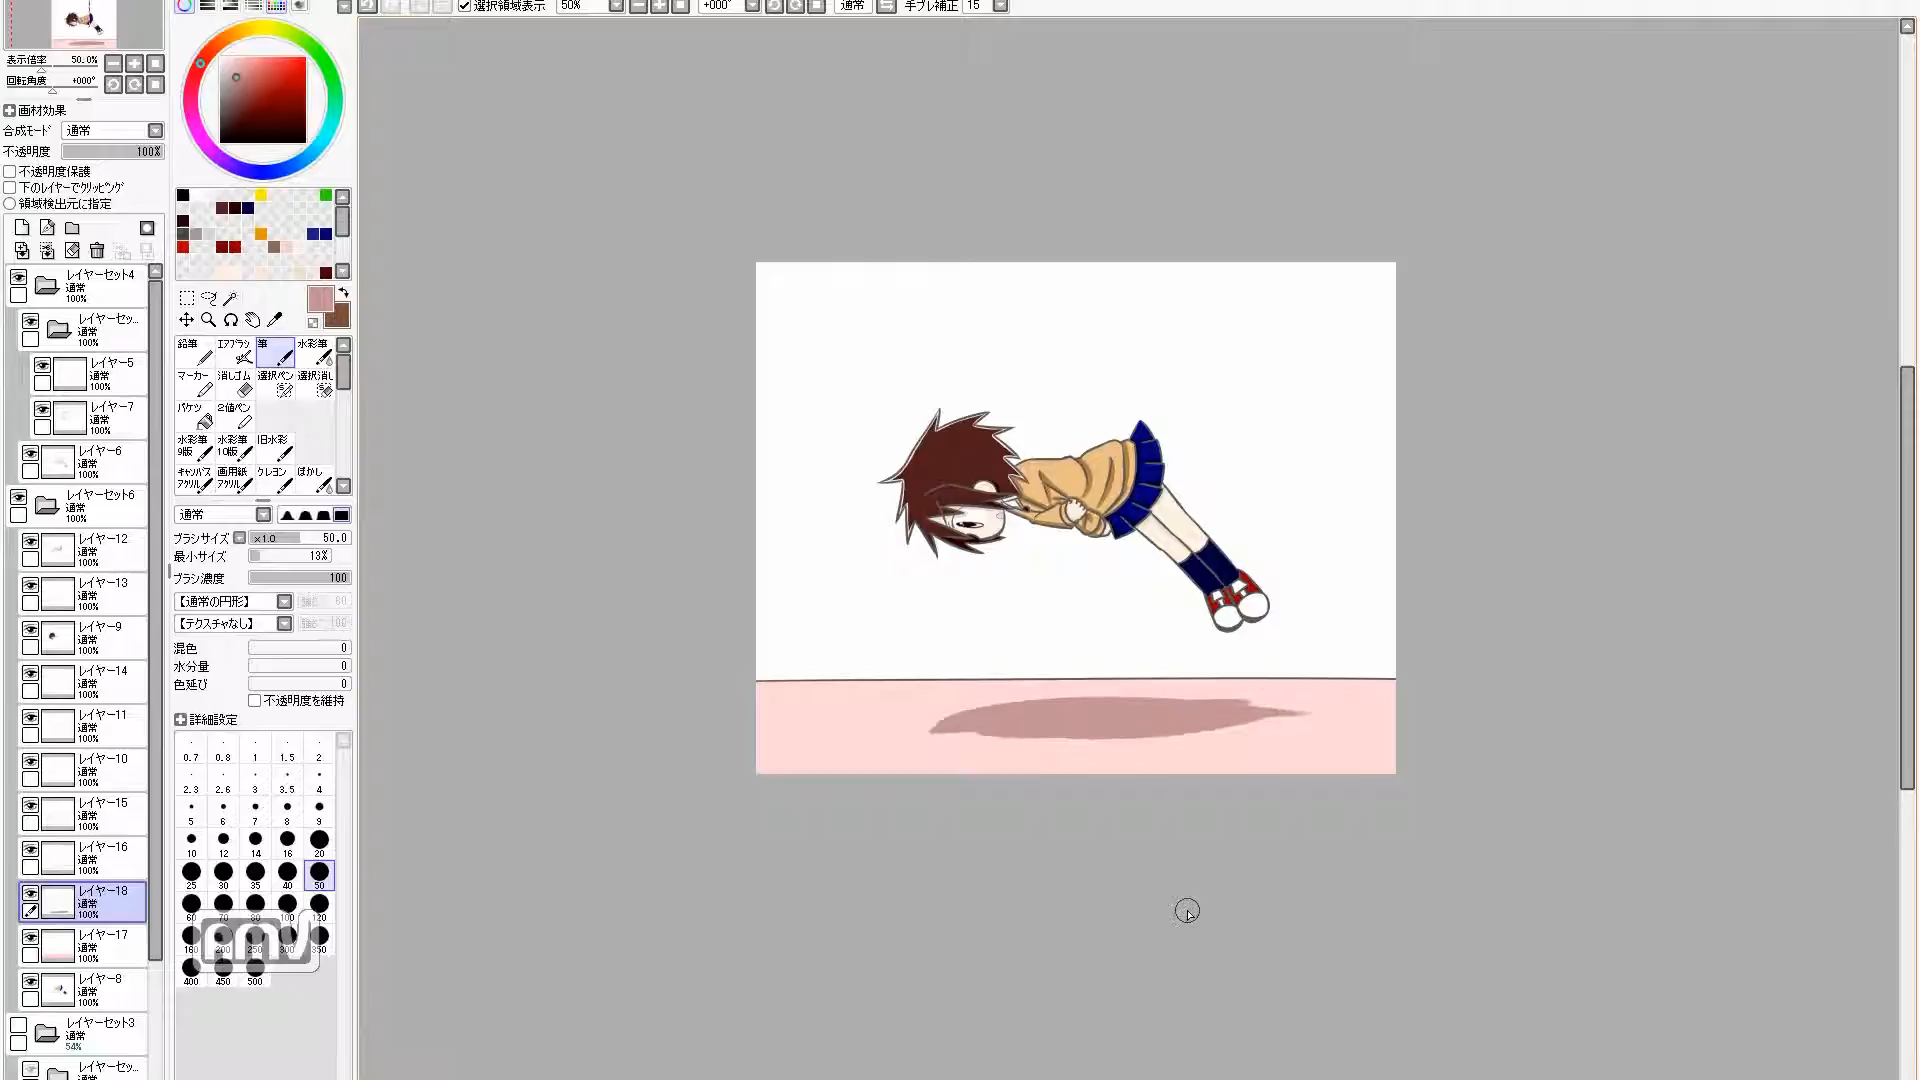 選択領域表示 50% +000° 通常 手ブレ補正 15
表示倍率 50.0%
回転角度 +000°
画材効果
合成モード 通常
不透明度 100%
不透明度保護
下のレイヤーでクリッピング
領域検出元に指定
レイヤーセット4
通常
100%
レイヤーセッ...
通常
100%
レイヤー5
通常
100%
レイヤー7
通常
100%
レイヤー6
通常
100%
レイヤーセット6
通常
100%
レイヤー12
通常
100%
レイヤー13
通常
100%
レイヤー9
通常
100%
レイヤー14
通常
100%
レイヤー11
通常
100%
レイヤー10
通常
100%
レイヤー15
通常
100%
レイヤー16
通常
100%
レイヤー18
通常
100%
レイヤー17
通常
100%
レイヤー8
通常
100%
レイヤーセット3
通常
54%
レイヤーセッ...
通常
鉛筆 エアブラシ 筆 水彩筆
マーカー 消しゴム 選択ペン 選択消し
バケツ 2値ペン
水彩筆 水彩筆 旧水彩
9版 10版
キャンバス 画用紙 クレヨン ぼかし
アクリル アクリル
通常
ブラシサイズ ×1.0 50.0
最小サイズ 13%
ブラシ濃度 100
【通常の円形】 強さ 60
【テクスチャなし】 強さ 100
混色 0
水分量 0
色延び 0
不透明度を維持
詳細設定
0.7 0.8 1 1.5 2
2.3 2.6 3 3.5 4
5 6 7 8 9
10 12 14 16 20
25 30 35 40 50
60 70 80 100 120
160 200 250 300 350
400 450 500
AMV